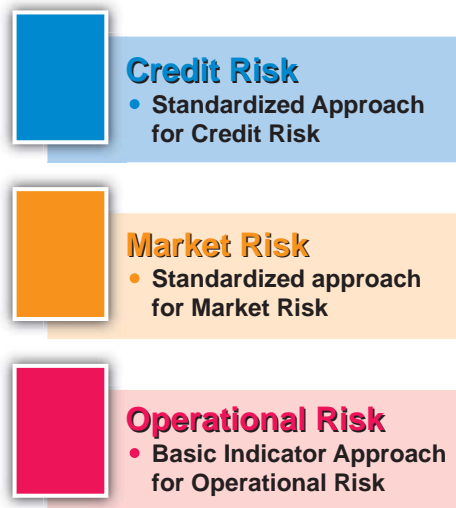 Credit Risk
• Standardized Approach
for Credit Risk
Market Risk
• Standardized approach
for Market Risk
Operational Risk
• Basic Indicator Approach
for Operational Risk